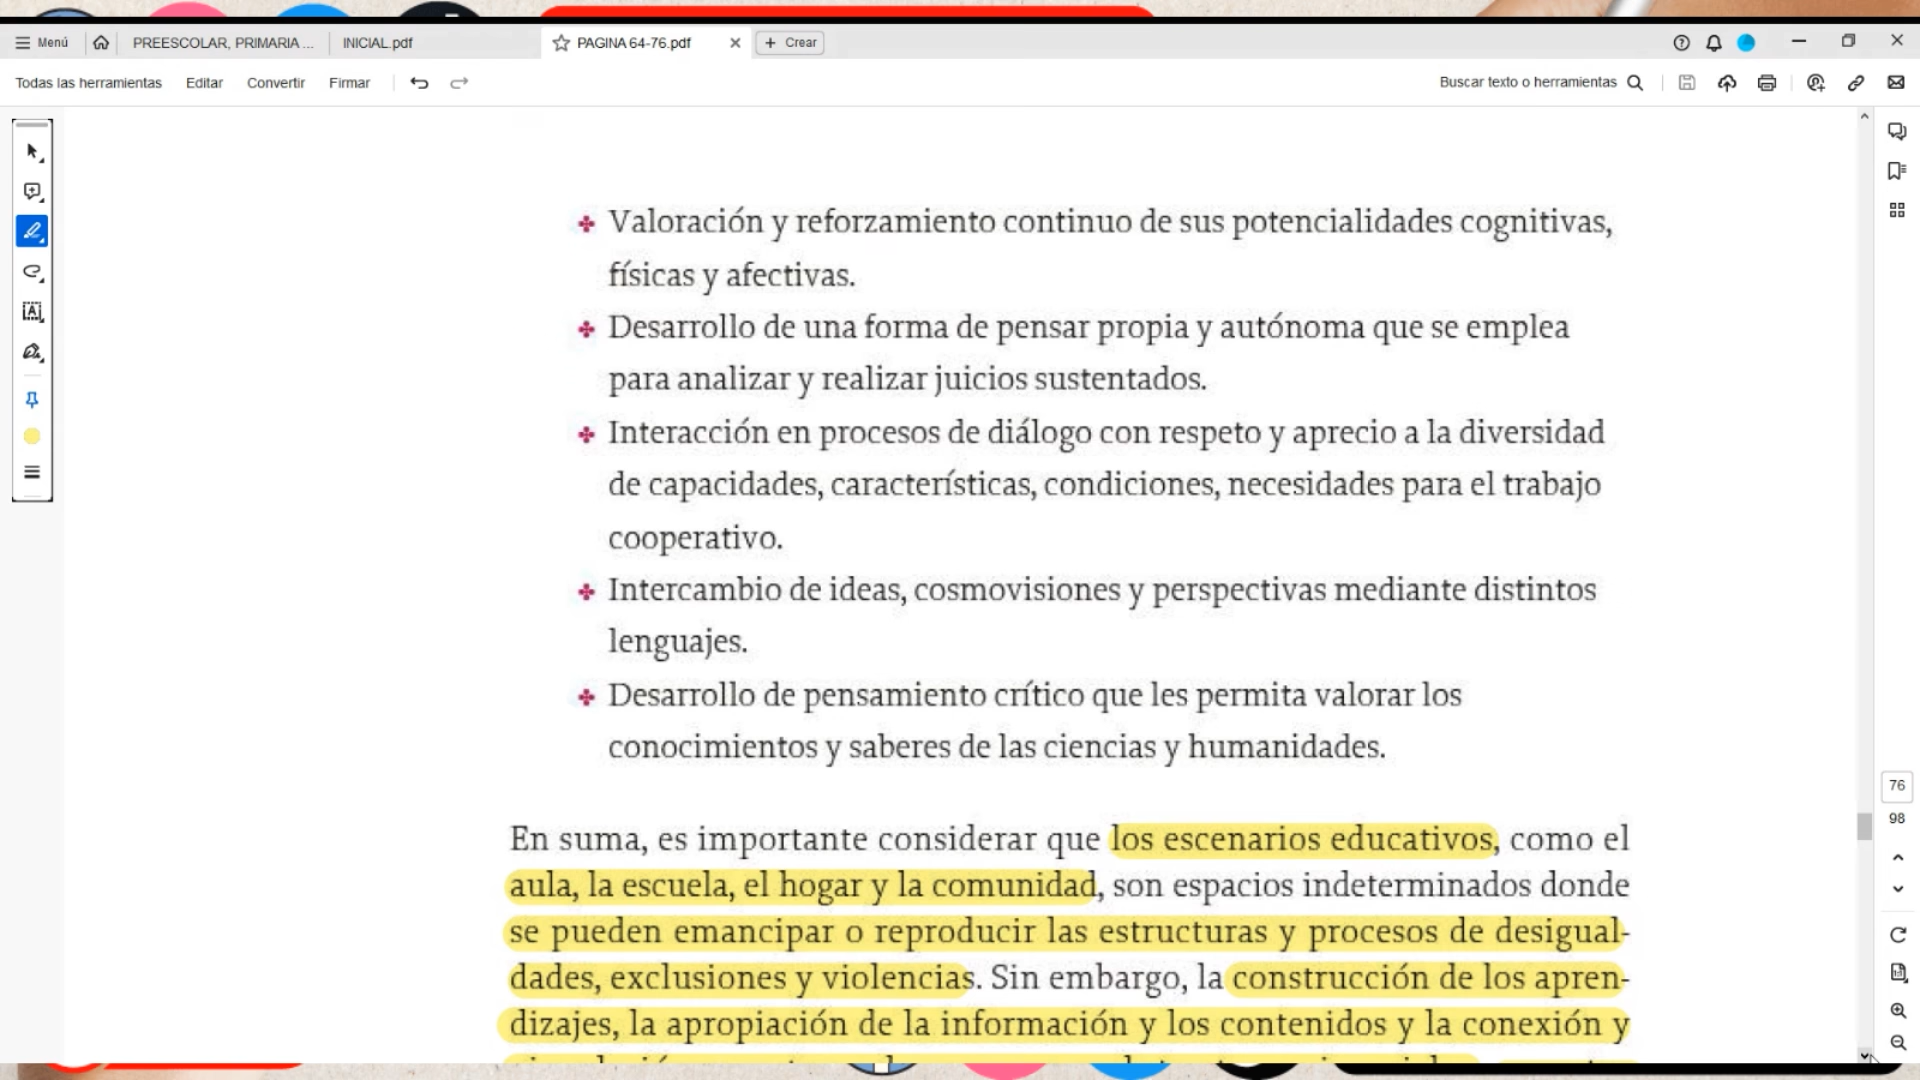 Menú
PREESCOLAR, PRIMARIA ...
INICIAL.pdf
PAGINA 64-76.pdf
Crear
Todas las herramientas
Editar
Convertir
Firmar
Buscar texto o herramientas
Valoración y reforzamiento continuo de sus potencialidades cognitivas,
físicas y afectivas.
Desarrollo de una forma de pensar propia y autónoma que se emplea
para analizar y realizar juicios sustentados.
Interacción en procesos de diálogo con respeto y aprecio a la diversidad
de capacidades, características, condiciones, necesidades para el trabajo
cooperativo.
Intercambio de ideas, cosmovisiones y perspectivas mediante distintos
lenguajes.
Desarrollo de pensamiento crítico que les permita valorar los
conocimientos y saberes de las ciencias y humanidades.
En suma, es importante considerar que los escenarios educativos, como el
aula, la escuela, el hogar y la comunidad, son espacios indeterminados donde
se pueden emancipar o reproducir las estructuras y procesos de desigual-
dades, exclusiones y violencias. Sin embargo, la construcción de los apren-
dizajes, la apropiación de la información y los contenidos y la conexión y
76
98